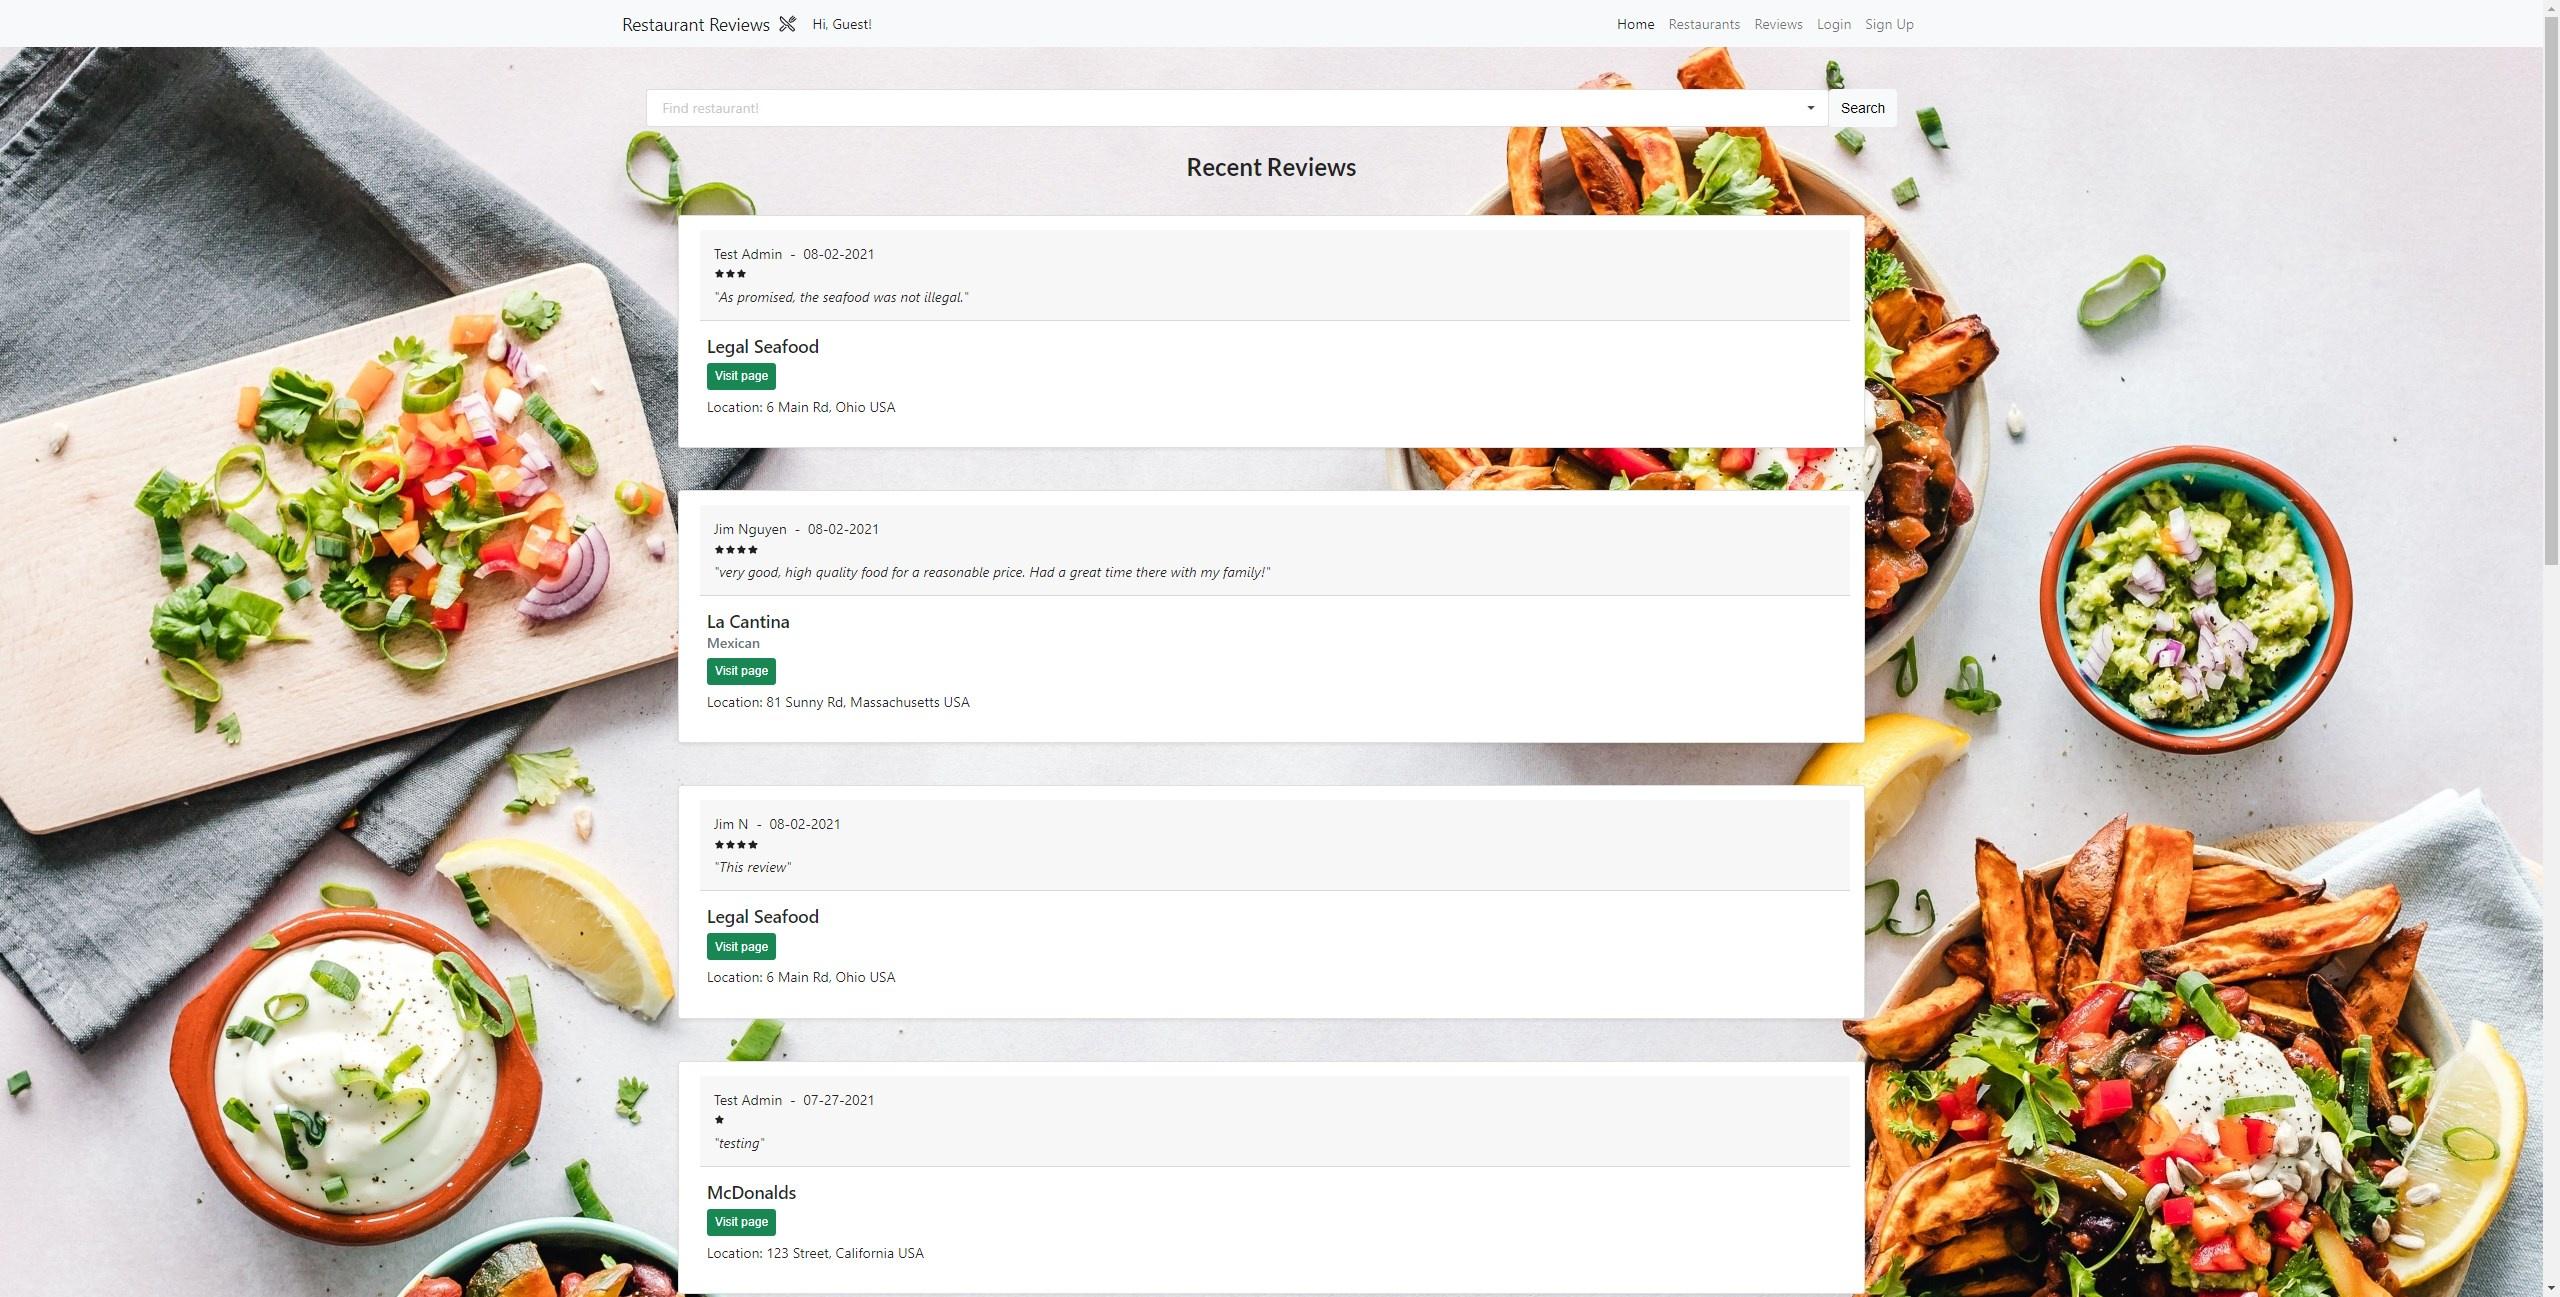 Restaurant Reviews Hi, Guest! Home Restaurants Reviews Login Sign Up
Find restaurant! Search
Recent Reviews
Test Admin - 08-02-2021
"As promised, the seafood was not illegal."
Legal Seafood
Visit page
Location: 6 Main Rd, Ohio USA
Jim Nguyen - 08-02-2021
"very good, high quality food for a reasonable price. Had a great time there with my family!"
La Cantina
Mexican
Visit page
Location: 81 Sunny Rd, Massachusetts USA
Jim N - 08-02-2021
"This review"
Legal Seafood
Visit page
Location: 6 Main Rd, Ohio USA
Test Admin - 07-27-2021
"testing"
McDonalds
Visit page
Location: 123 Street, California USA